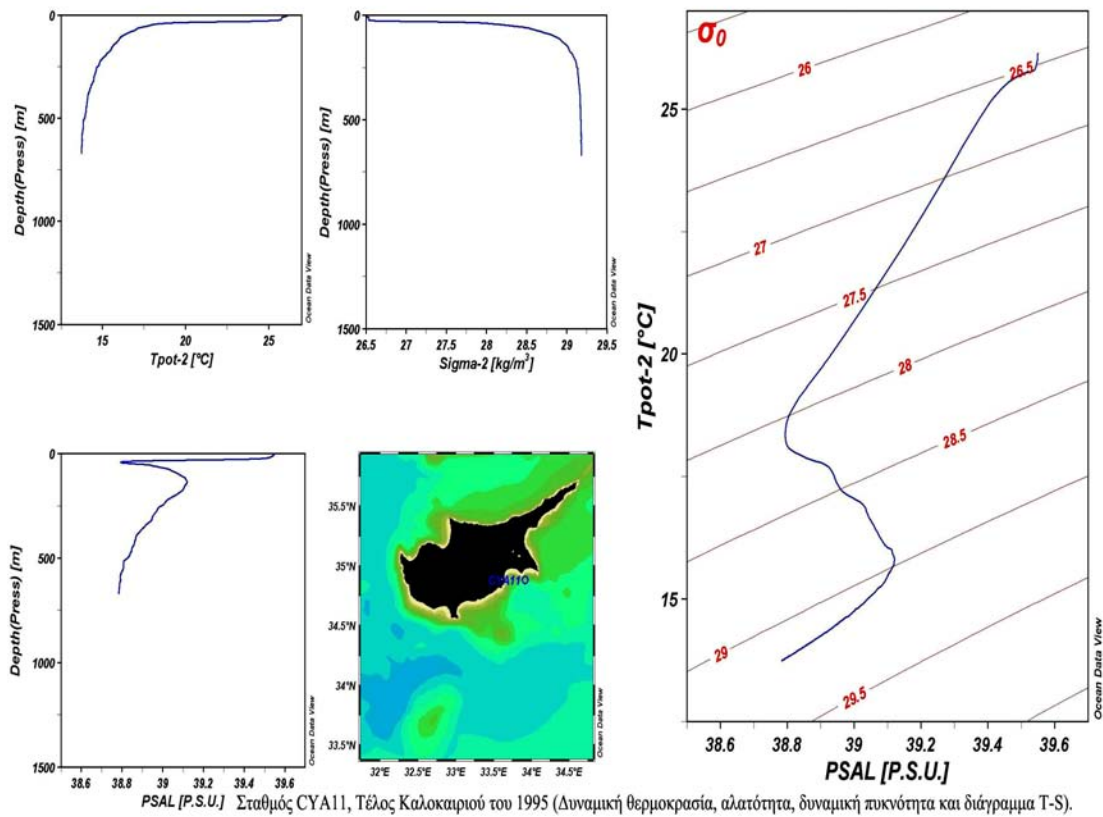 0
500
1000
1500
Depth(Press) [m]
15 20 25
Tpot-2 [°C]
Ocean Data View
0
500
1000
1500
Depth(Press) [m]
26.5 27 27.5 28 28.5 29 29.5
Sigma-2 [kg/m³]
Ocean Data View
σ0
26
26.5
27
27.5
28
28.5
29
29.5
25
20
15
Tpot-2 [°C]
38.6 38.8 39 39.2 39.4 39.6
PSAL [P.S.U.]
Ocean Data View
0
500
1000
1500
Depth(Press) [m]
38.6 38.8 39 39.2 39.4 39.6
PSAL [P.S.U.]
Ocean Data View
35.5°N
35°N
34.5°N
34°N
33.5°N
32°E 32.5°E 33°E 33.5°E 34°E 34.5°E
Ocean Data View
Σταθμός CYA11, Τέλος Καλοκαιριού του 1995 (Δυναμική θερμοκρασία, αλατότητα, δυναμική πυκνότητα και διάγραμμα T-S).